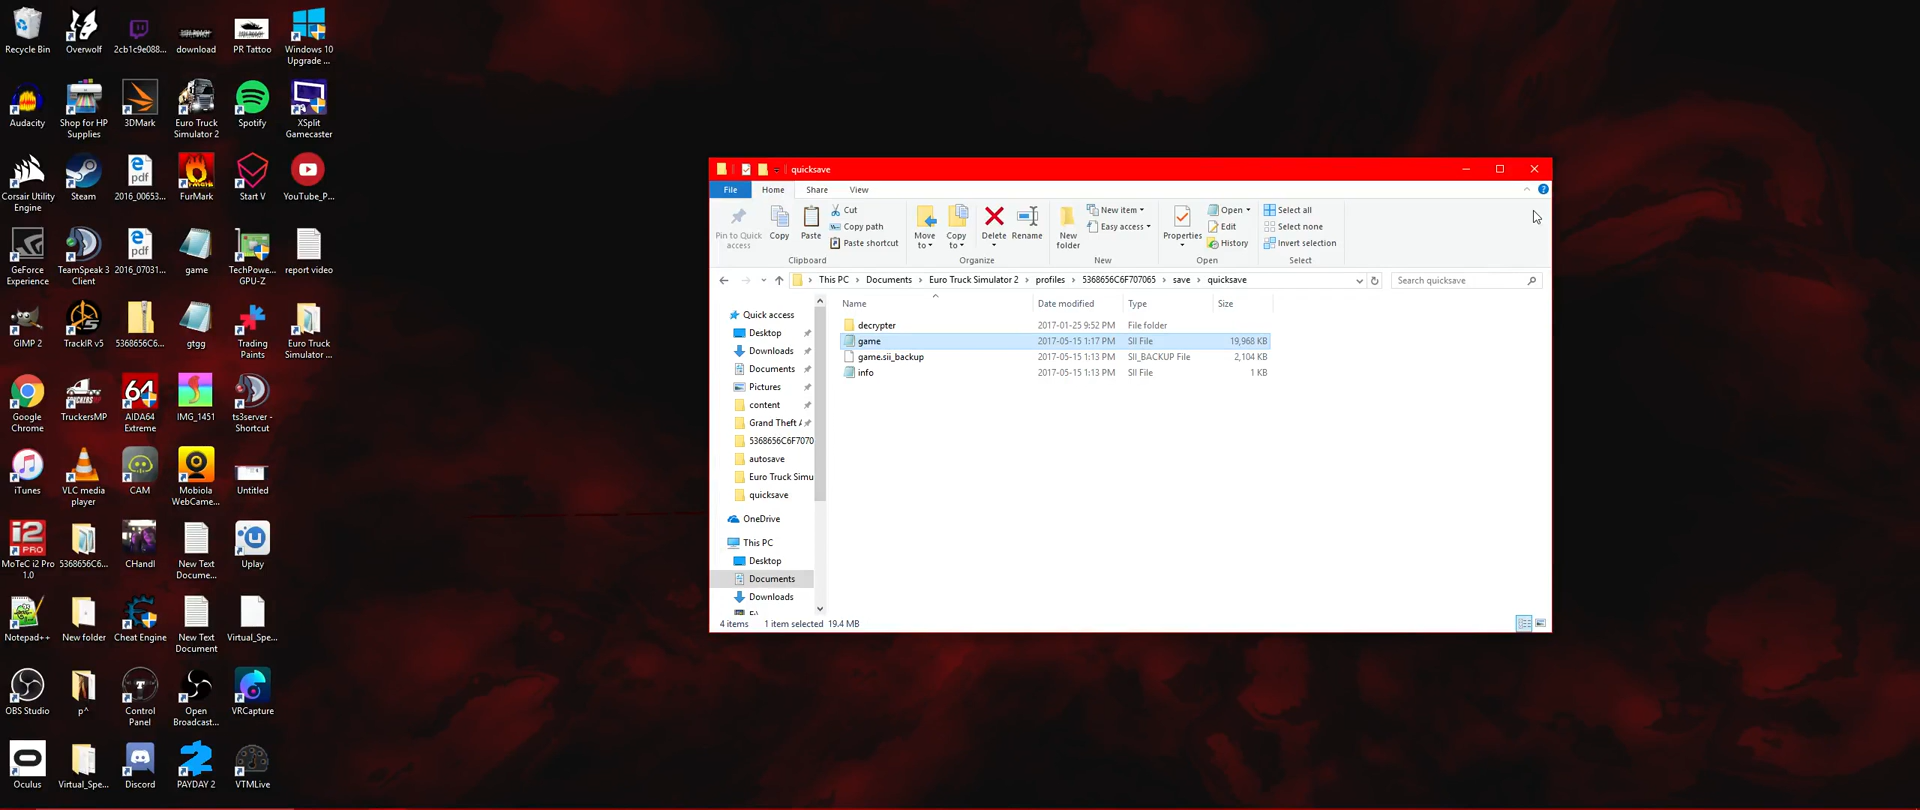 Recycle Bin
Overwolf
2cb1c9e088...
download
PR Tattoo
Windows 10
Upgrade ...
Audacity
Shop for HP
Supplies
3DMark
Euro Truck
Simulator 2
Spotify
XSplit
Gamecaster
Corsair Utility
Engine
Steam
pdf
2016_00653...
FurMark
Start V
YouTube_P...
GeForce
Experience
TeamSpeak 3
Client
pdf
2016_07031...
game
TechPowe...
GPU-Z
report video
GIMP 2
TrackIR v5
5368656C6...
gtgg
Trading
Paints
Euro Truck
Simulator ...
Google
Chrome
TruckersMP
64
AIDA64
Extreme
IMG_1451
ts3server -
Shortcut
iTunes
VLC media
player
CAM
Mobiola
WebCame...
Untitled
i2
PRO
MoTeC i2 Pro
1.0
5368656C6...
CHandl
New Text
Docume...
Uplay
Notepad++
New folder
Cheat Engine
New Text
Document
Virtual_Spe...
OBS Studio
p^
Control
Panel
Open
Broadcast...
VRCapture
Oculus
Virtual_Spe...
Discord
PAYDAY 2
VTMLive
quicksave
File
Home
Share
View
Pin to Quick
access
Copy
Paste
Cut
Copy path
Paste shortcut
Clipboard
Move
to
Copy
to
Delete
Rename
Organize
New
folder
New item
Easy access
New
Properties
Open
Edit
History
Open
Select all
Select none
Invert selection
Select
This PC > Documents > Euro Truck Simulator 2 > profiles > 5368656C6F707065 > save > quicksave
Search quicksave
Quick access
Desktop
Downloads
Documents
Pictures
content
Grand Theft A
5368656C6F7070
autosave
Euro Truck Simu
quicksave
OneDrive
This PC
Desktop
Documents
Downloads
Name Date modified Type Size
decrypter 2017-01-25 9:52 PM File folder
game 2017-05-15 1:17 PM SII File 19,968 KB
game.sii_backup 2017-05-15 1:13 PM SII_BACKUP File 2,104 KB
info 2017-05-15 1:13 PM SII File 1 KB
4 items 1 item selected 19.4 MB